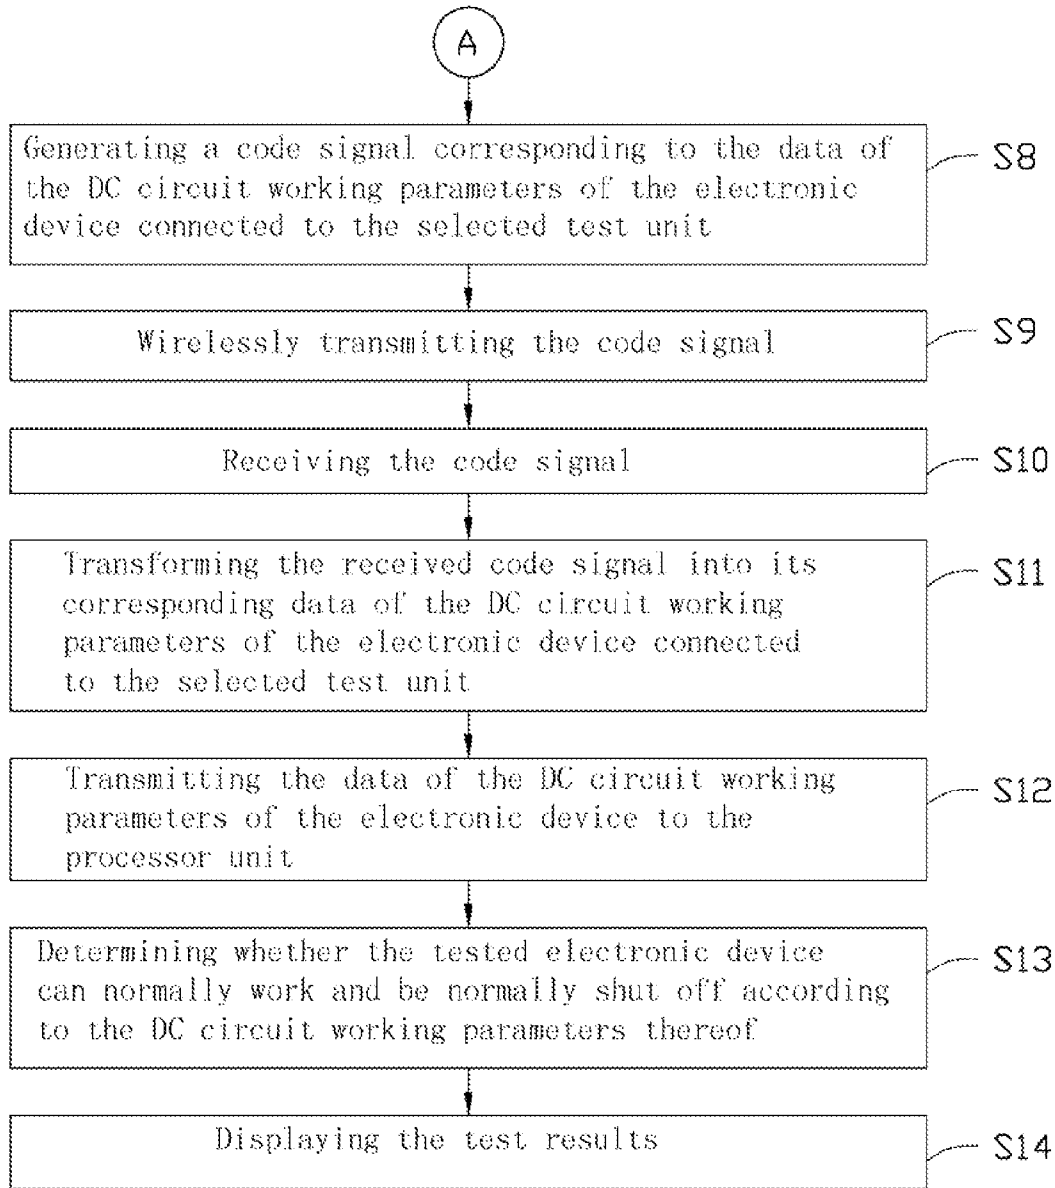 A
Generating a code signal corresponding to the data of
the DC circuit working parameters of the electronic
device connected to the selected test unit
S8
Wirelessly transmitting the code signal
S9
Receiving the code signal
S10
Transforming the received code signal into its
corresponding data of the DC circuit working
parameters of the electronic device connected
to the selected test unit
S11
Transmitting the data of the DC circuit working
parameters of the electronic device to the
processor unit
S12
Determining whether the tested electronic device
can normally work and be normally shut off according
to the DC circuit working parameters thereof
S13
Displaying the test results
S14